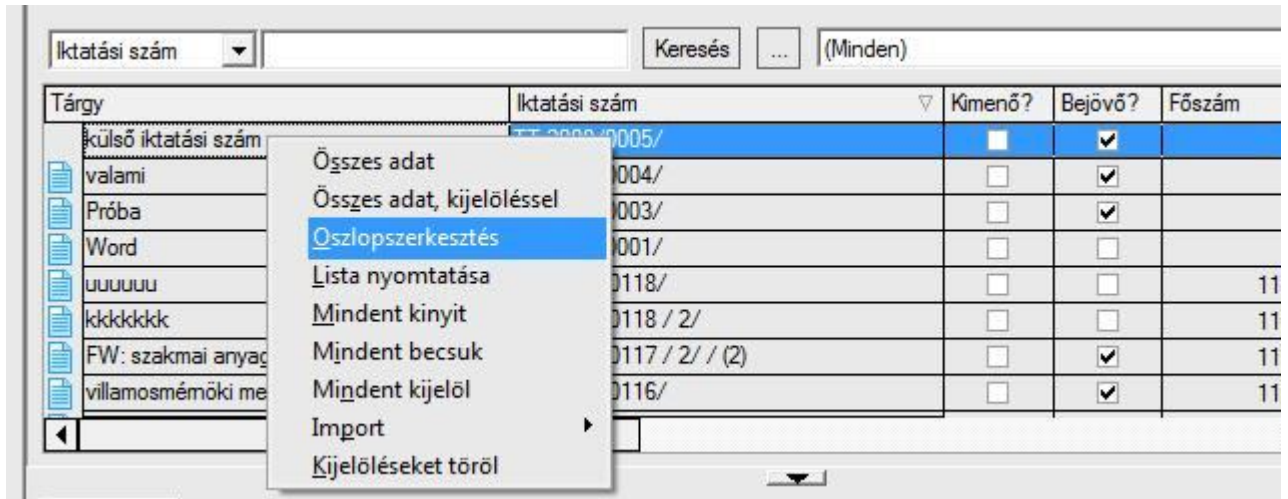 Iktatási szám Keresés ... (Minden)
Tárgy Iktatási szám Kimenő? Bejövő? Főszám
külső iktatási szám 0005/
valami 0004/
Próba 0003/
Word 0001/
uuuuuu 0118/ 11
kkkkkkkk 0118 / 2/ 11
FW: szakmai anyag 0117 / 2/ / (2) 11
villamosmérnöki me 0116/ 11
Összes adat
Összes adat, kijelöléssel
Oszlopszerkesztés
Lista nyomtatása
Mindent kinyit
Mindent becsuk
Mindent kijelöl
Import
Kijelöléseket töröl